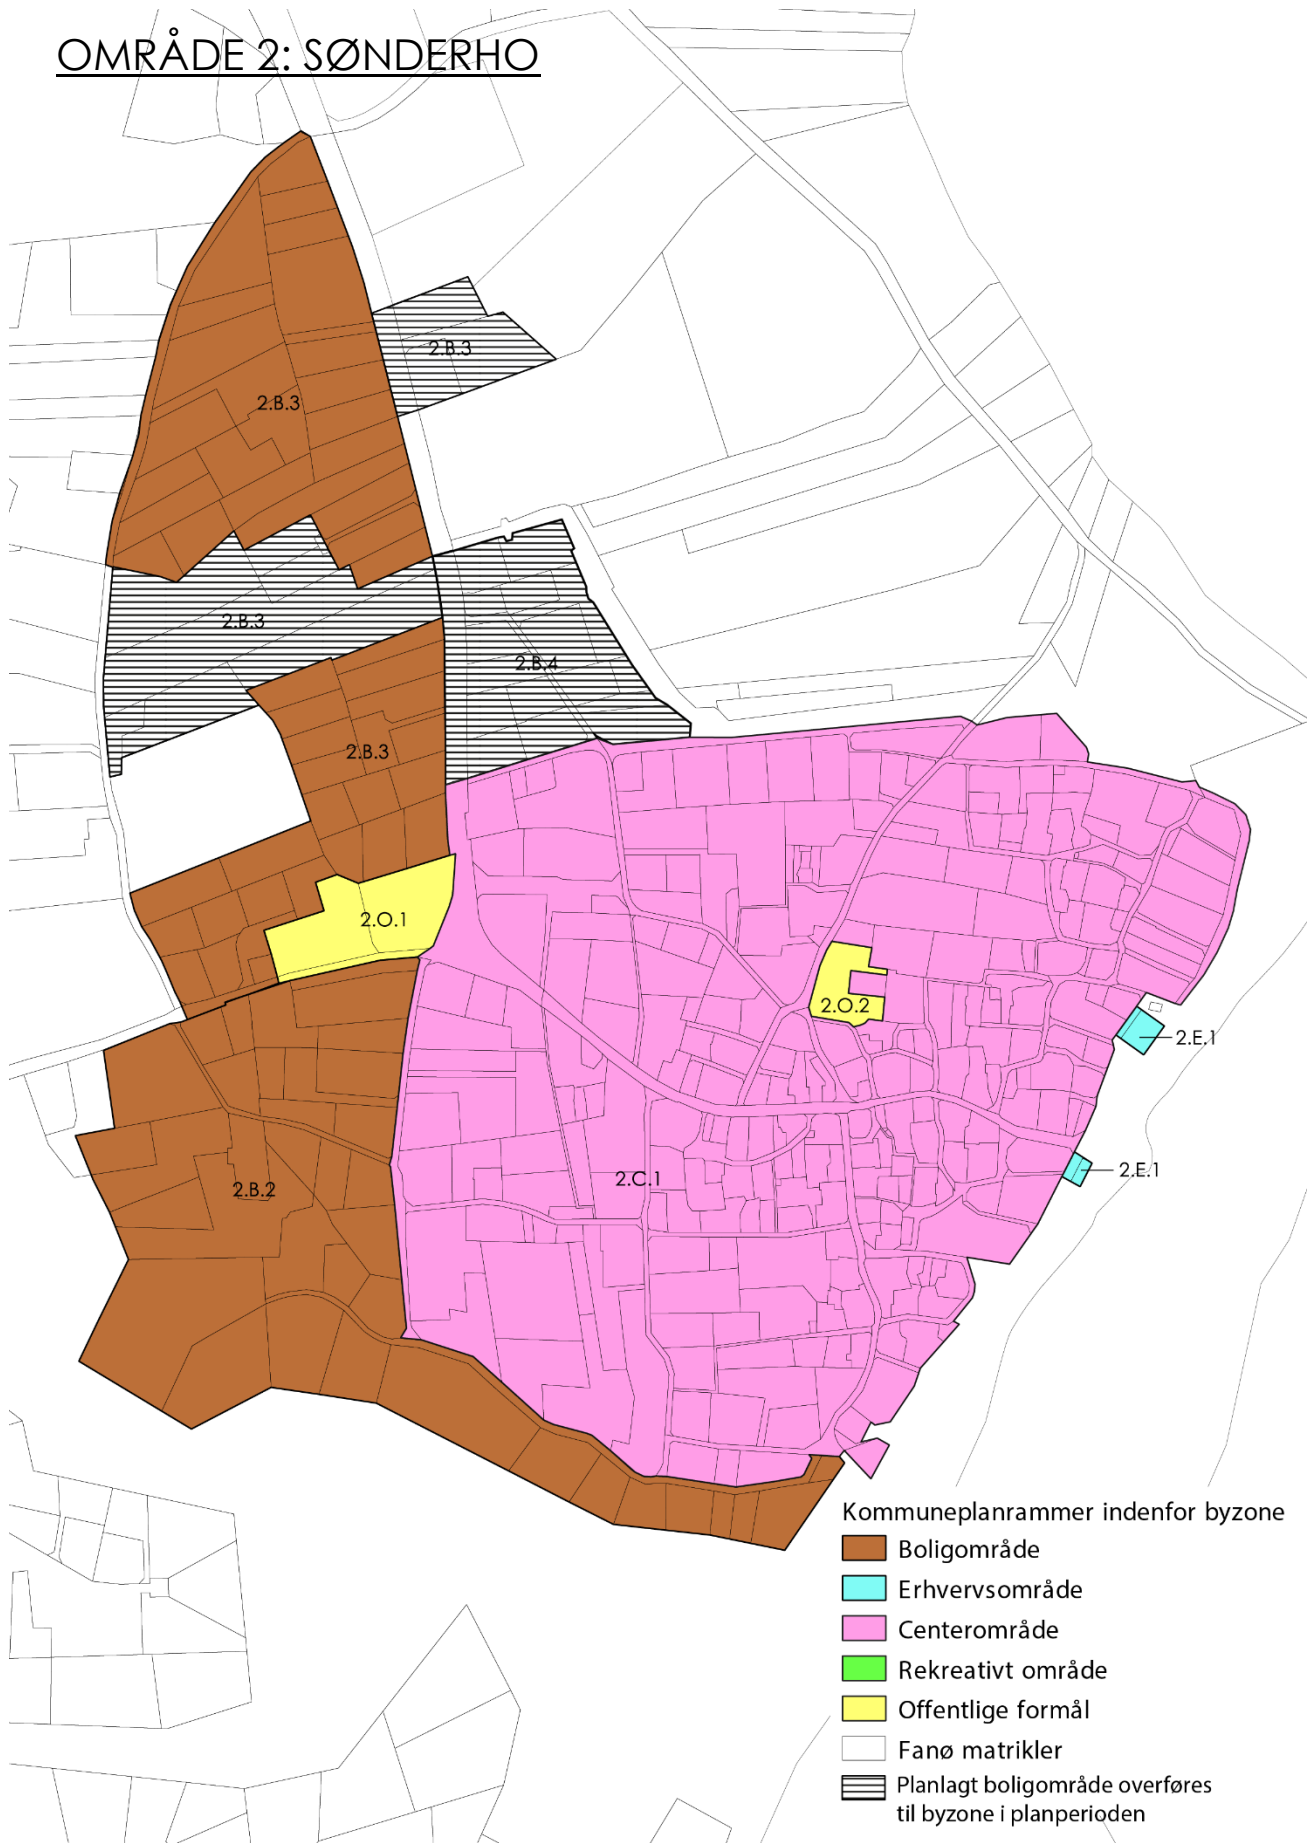 OMRÅDE 2: SØNDERHO
2.B.3
2.B.3
2.B.3
2.B.4
2.B.3
2.O.1
2.O.2
2.E.1
2.E.1
2.C.1
2.B.2
Kommuneplanrammer indenfor byzone
Boligområde
Erhvervsområde
Centerområde
Rekreativt område
Offentlige formål
Fanø matrikler
Planlagt boligområde overføres
til byzone i planperioden